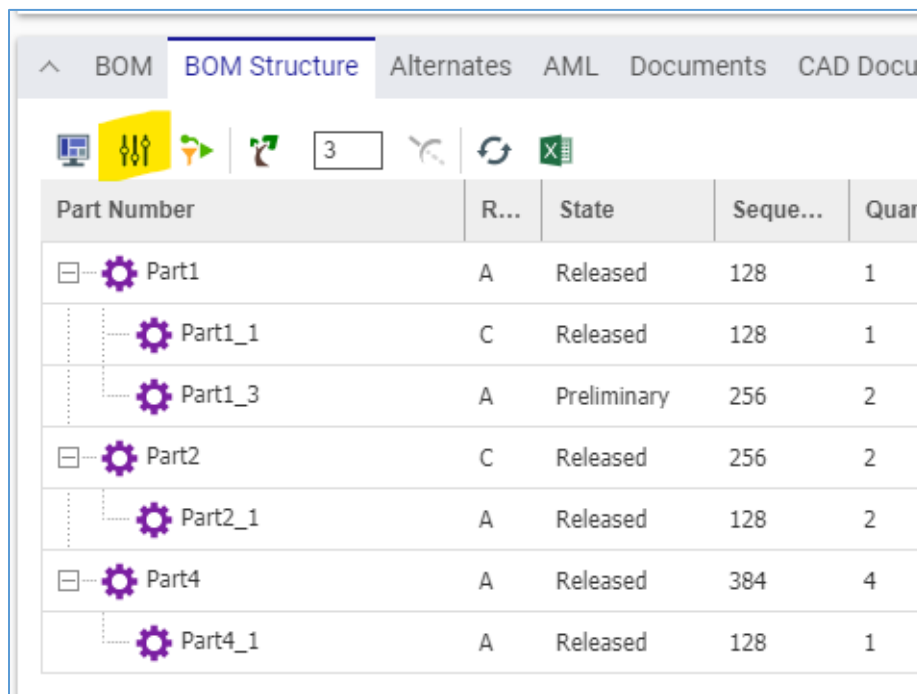 BOM BOM Structure Alternates AML Documents CAD Docu
3
Part Number R... State Seque... Quan
Part1 A Released 128 1
Part1_1 C Released 128 1
Part1_3 A Preliminary 256 2
Part2 C Released 256 2
Part2_1 A Released 128 2
Part4 A Released 384 4
Part4_1 A Released 128 1